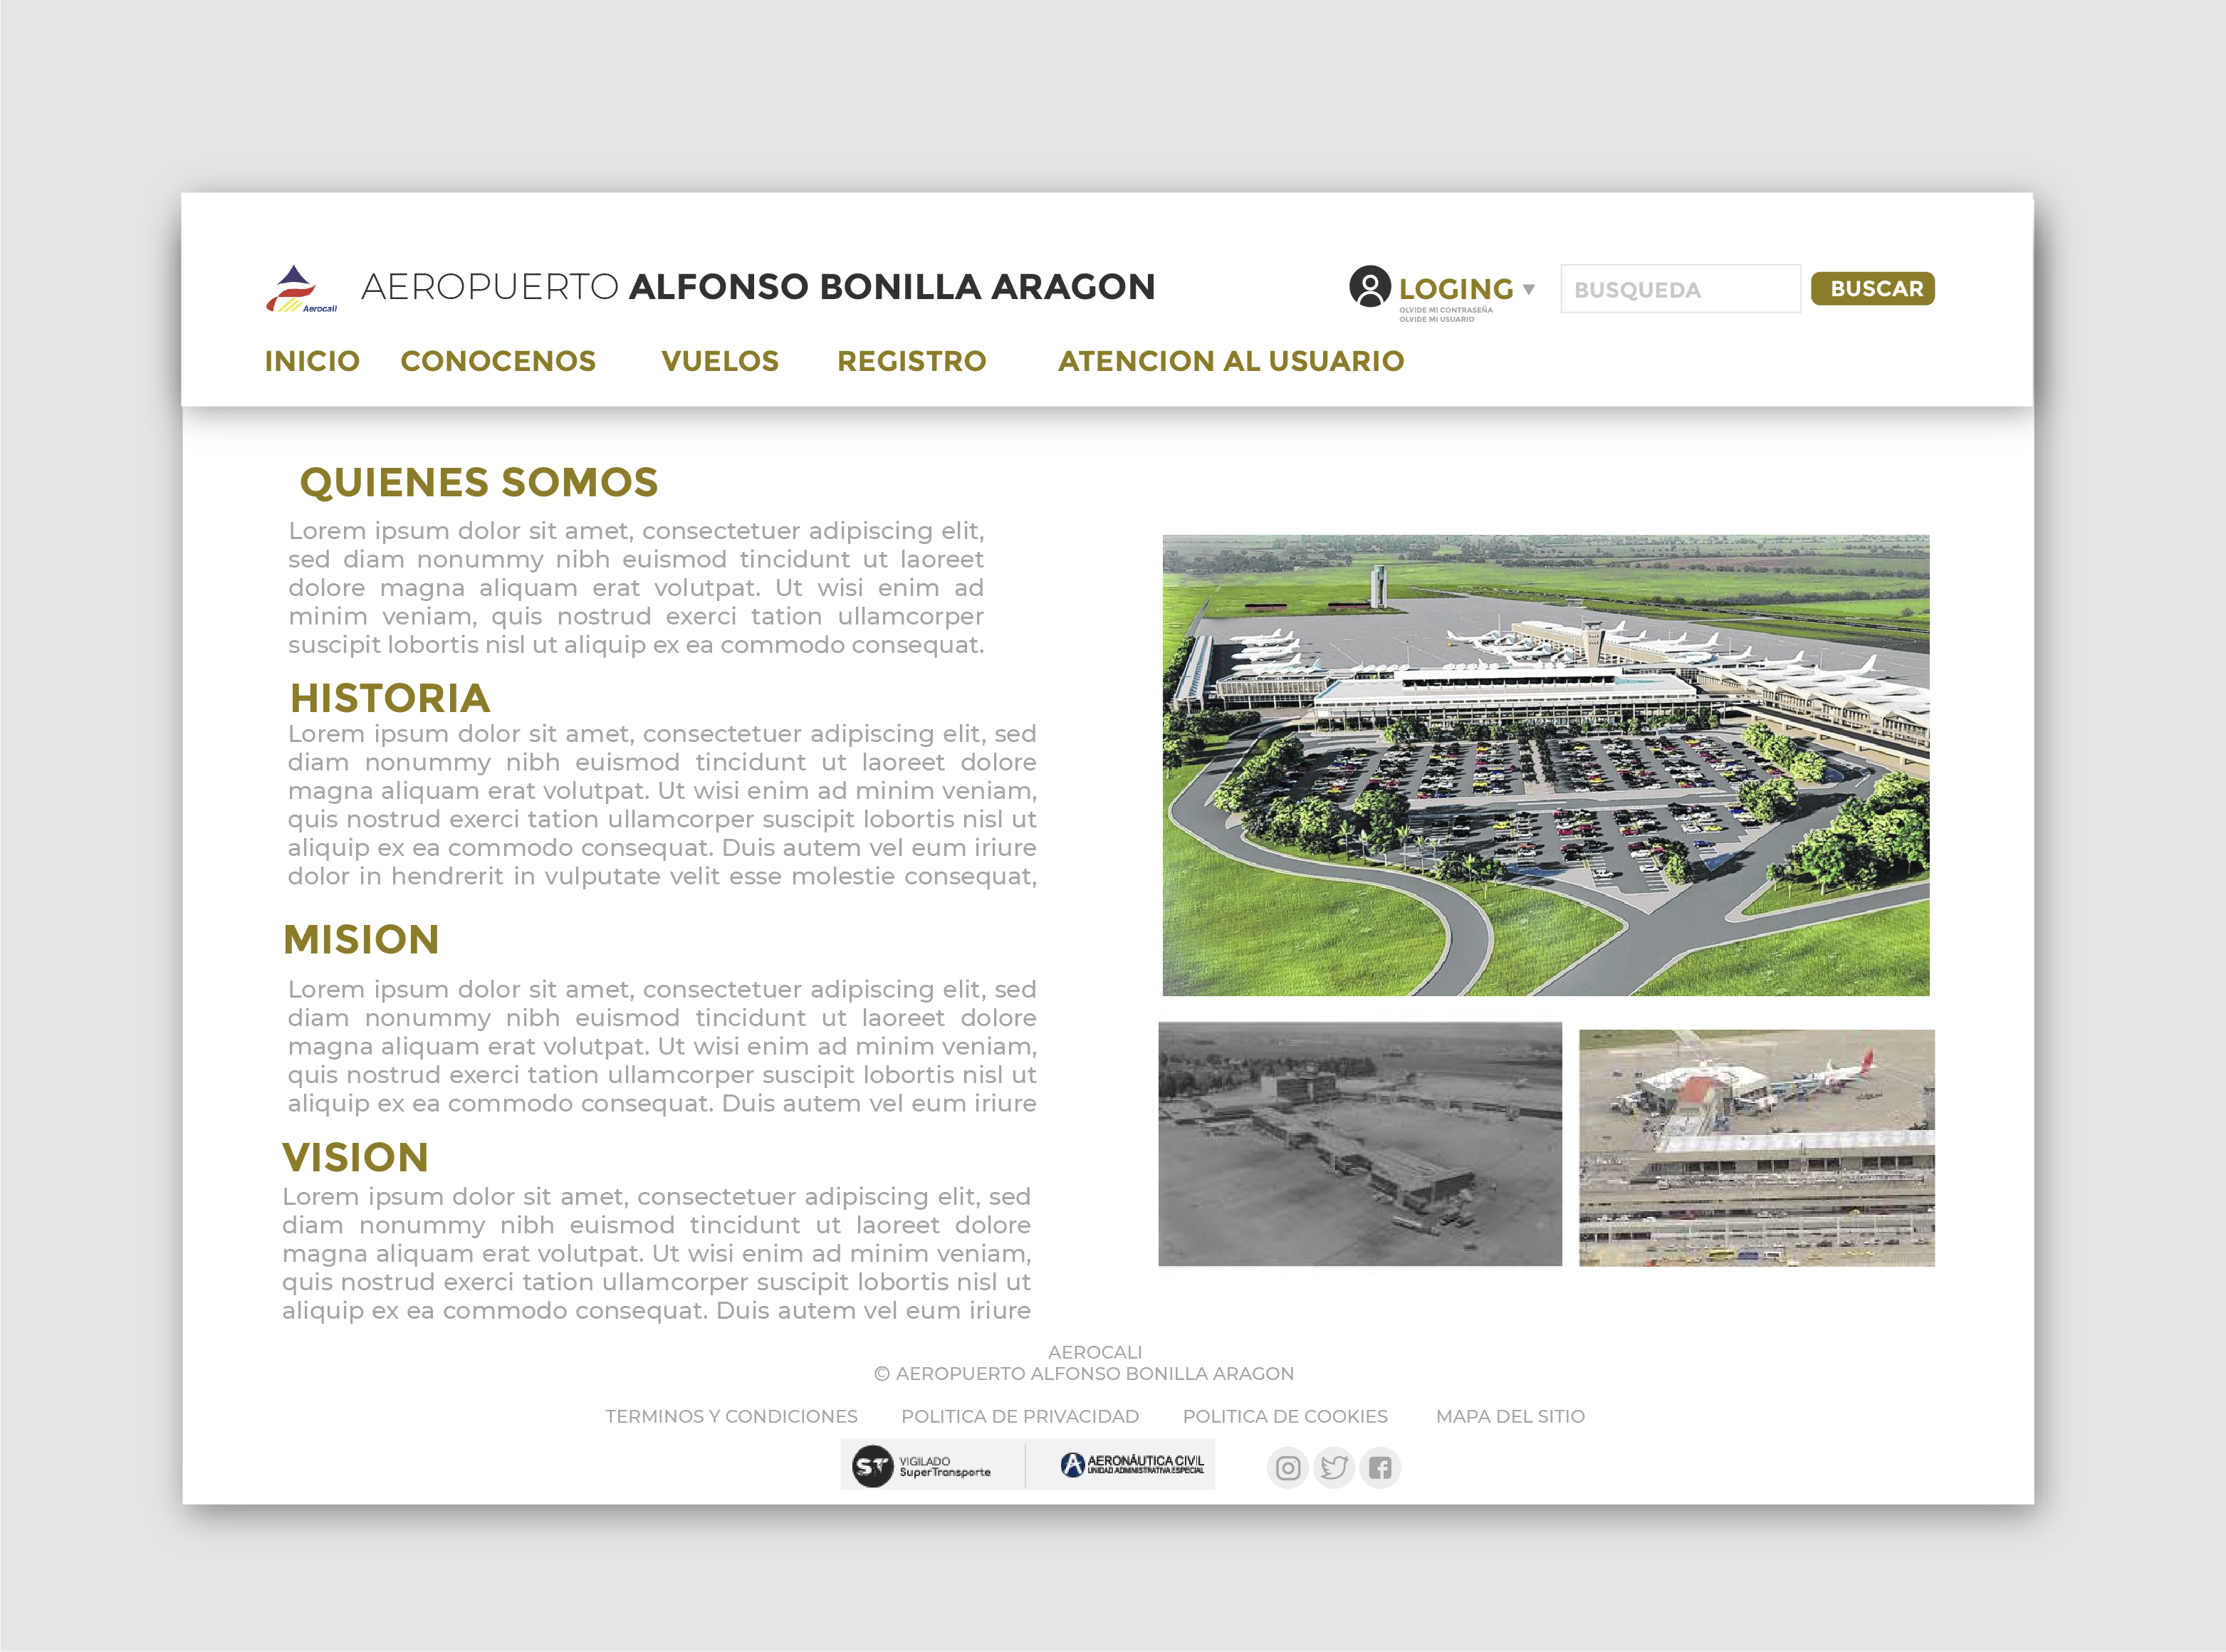 Aerocali
AEROPUERTO ALFONSO BONILLA ARAGON
LOGING
OLVIDE MI CONTRASEÑA
OLVIDE MI USUARIO
BUSQUEDA
BUSCAR
INICIO CONOCENOS VUELOS REGISTRO ATENCION AL USUARIO
QUIENES SOMOS
Lorem ipsum dolor sit amet, consectetuer adipiscing elit,
sed diam nonummy nibh euismod tincidunt ut laoreet
dolore magna aliquam erat volutpat. Ut wisi enim ad
minim veniam, quis nostrud exerci tation ullamcorper
suscipit lobortis nisl ut aliquip ex ea commodo consequat.
HISTORIA
Lorem ipsum dolor sit amet, consectetuer adipiscing elit, sed
diam nonummy nibh euismod tincidunt ut laoreet dolore
magna aliquam erat volutpat. Ut wisi enim ad minim veniam,
quis nostrud exerci tation ullamcorper suscipit lobortis nisl ut
aliquip ex ea commodo consequat. Duis autem vel eum iriure
dolor in hendrerit in vulputate velit esse molestie consequat,
MISION
Lorem ipsum dolor sit amet, consectetuer adipiscing elit, sed
diam nonummy nibh euismod tincidunt ut laoreet dolore
magna aliquam erat volutpat. Ut wisi enim ad minim veniam,
quis nostrud exerci tation ullamcorper suscipit lobortis nisl ut
aliquip ex ea commodo consequat. Duis autem vel eum iriure
VISION
Lorem ipsum dolor sit amet, consectetuer adipiscing elit, sed
diam nonummy nibh euismod tincidunt ut laoreet dolore
magna aliquam erat volutpat. Ut wisi enim ad minim veniam,
quis nostrud exerci tation ullamcorper suscipit lobortis nisl ut
aliquip ex ea commodo consequat. Duis autem vel eum iriure
AEROCALI
© AEROPUERTO ALFONSO BONILLA ARAGON
TERMINOS Y CONDICIONES POLITICA DE PRIVACIDAD POLITICA DE COOKIES MAPA DEL SITIO
ST VIGILADO
SuperTransporte
AERONÁUTICA CIVIL
UNIDAD ADMINISTRATIVA ESPECIAL